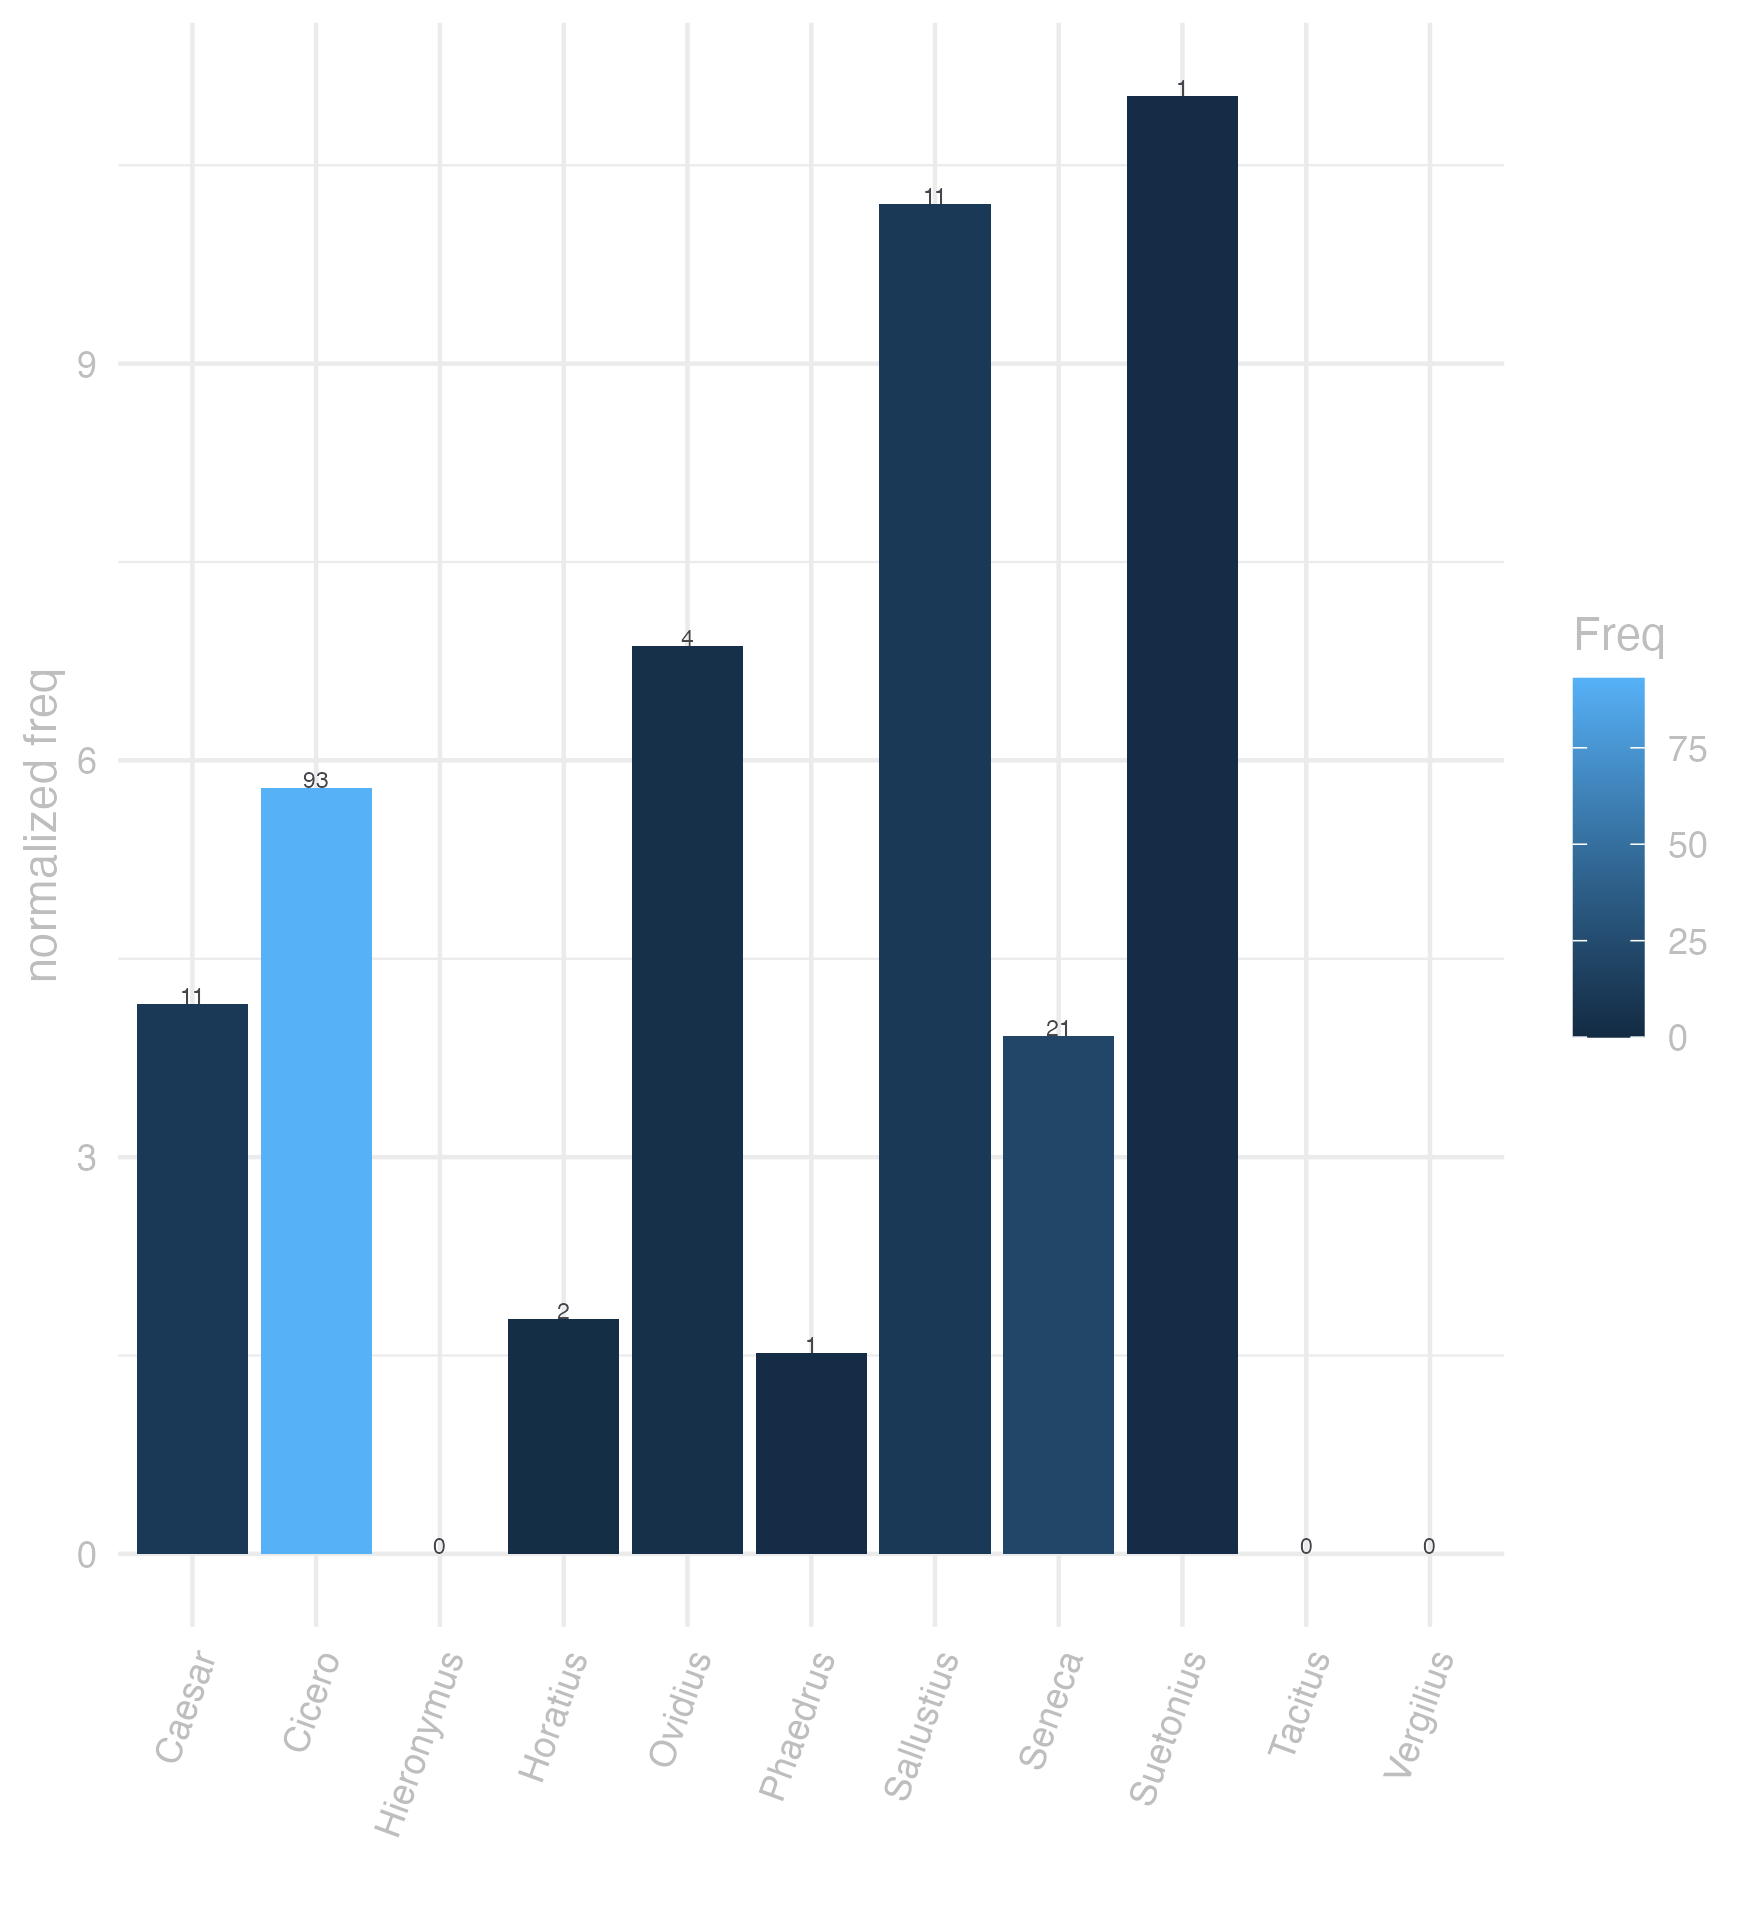 1
11
9
4
6
93
11
21
3
2
1
0
0
0
0
normalized freq
Caesar
Cicero
Hieronymus
Horatius
Ovidius
Phaedrus
Sallustius
Seneca
Suetonius
Tacitus
Vergilius
Freq
75
50
25
0